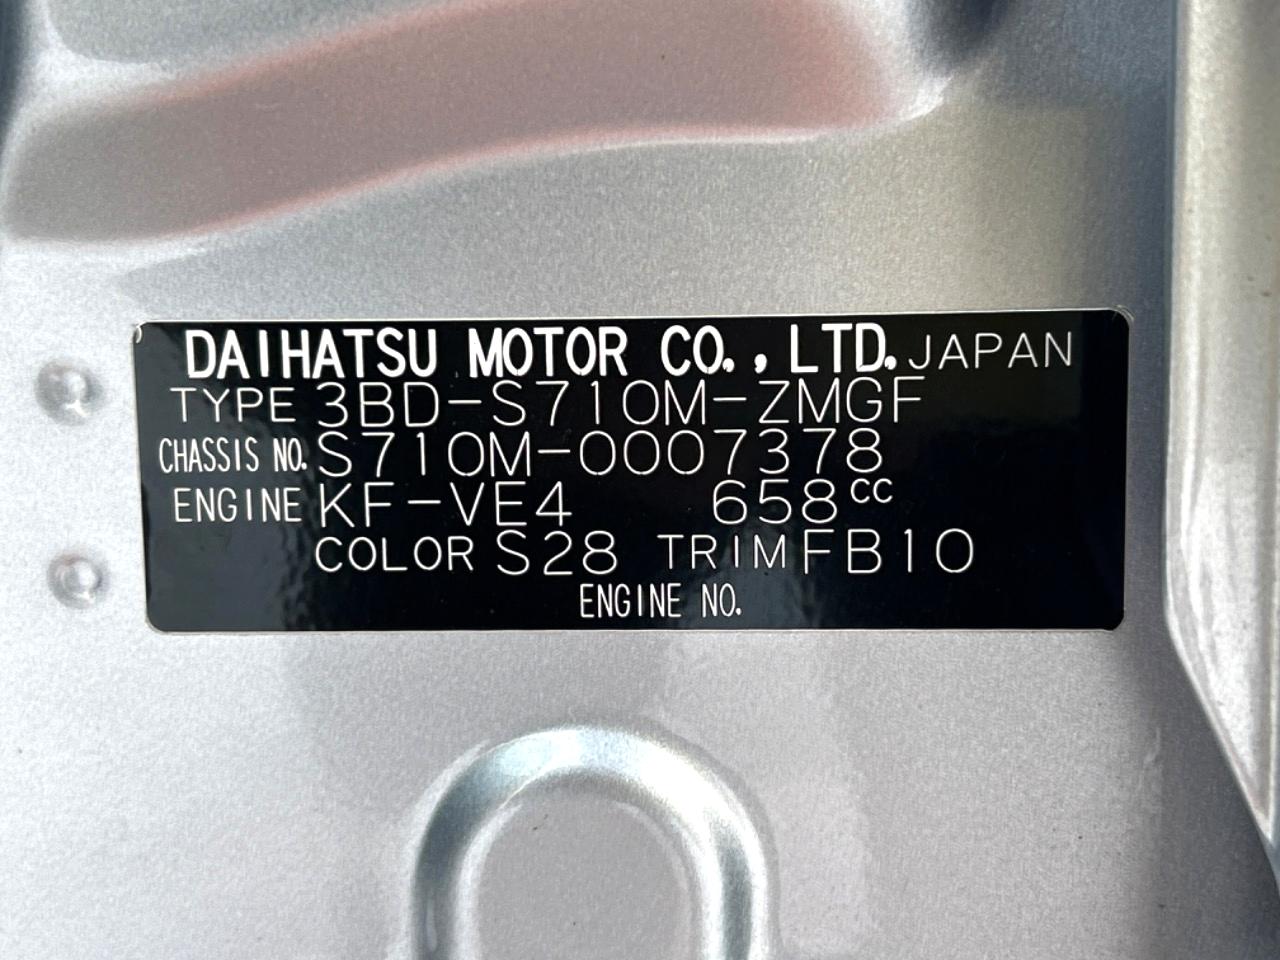 DAIHATSU MOTOR CO., LTD. JAPAN
TYPE 3BD-S710M-ZMGF
CHASSIS NO. S710M-0007378
ENGINE KF-VE4 658cc
COLOR S28 TRIM FB10
ENGINE NO.